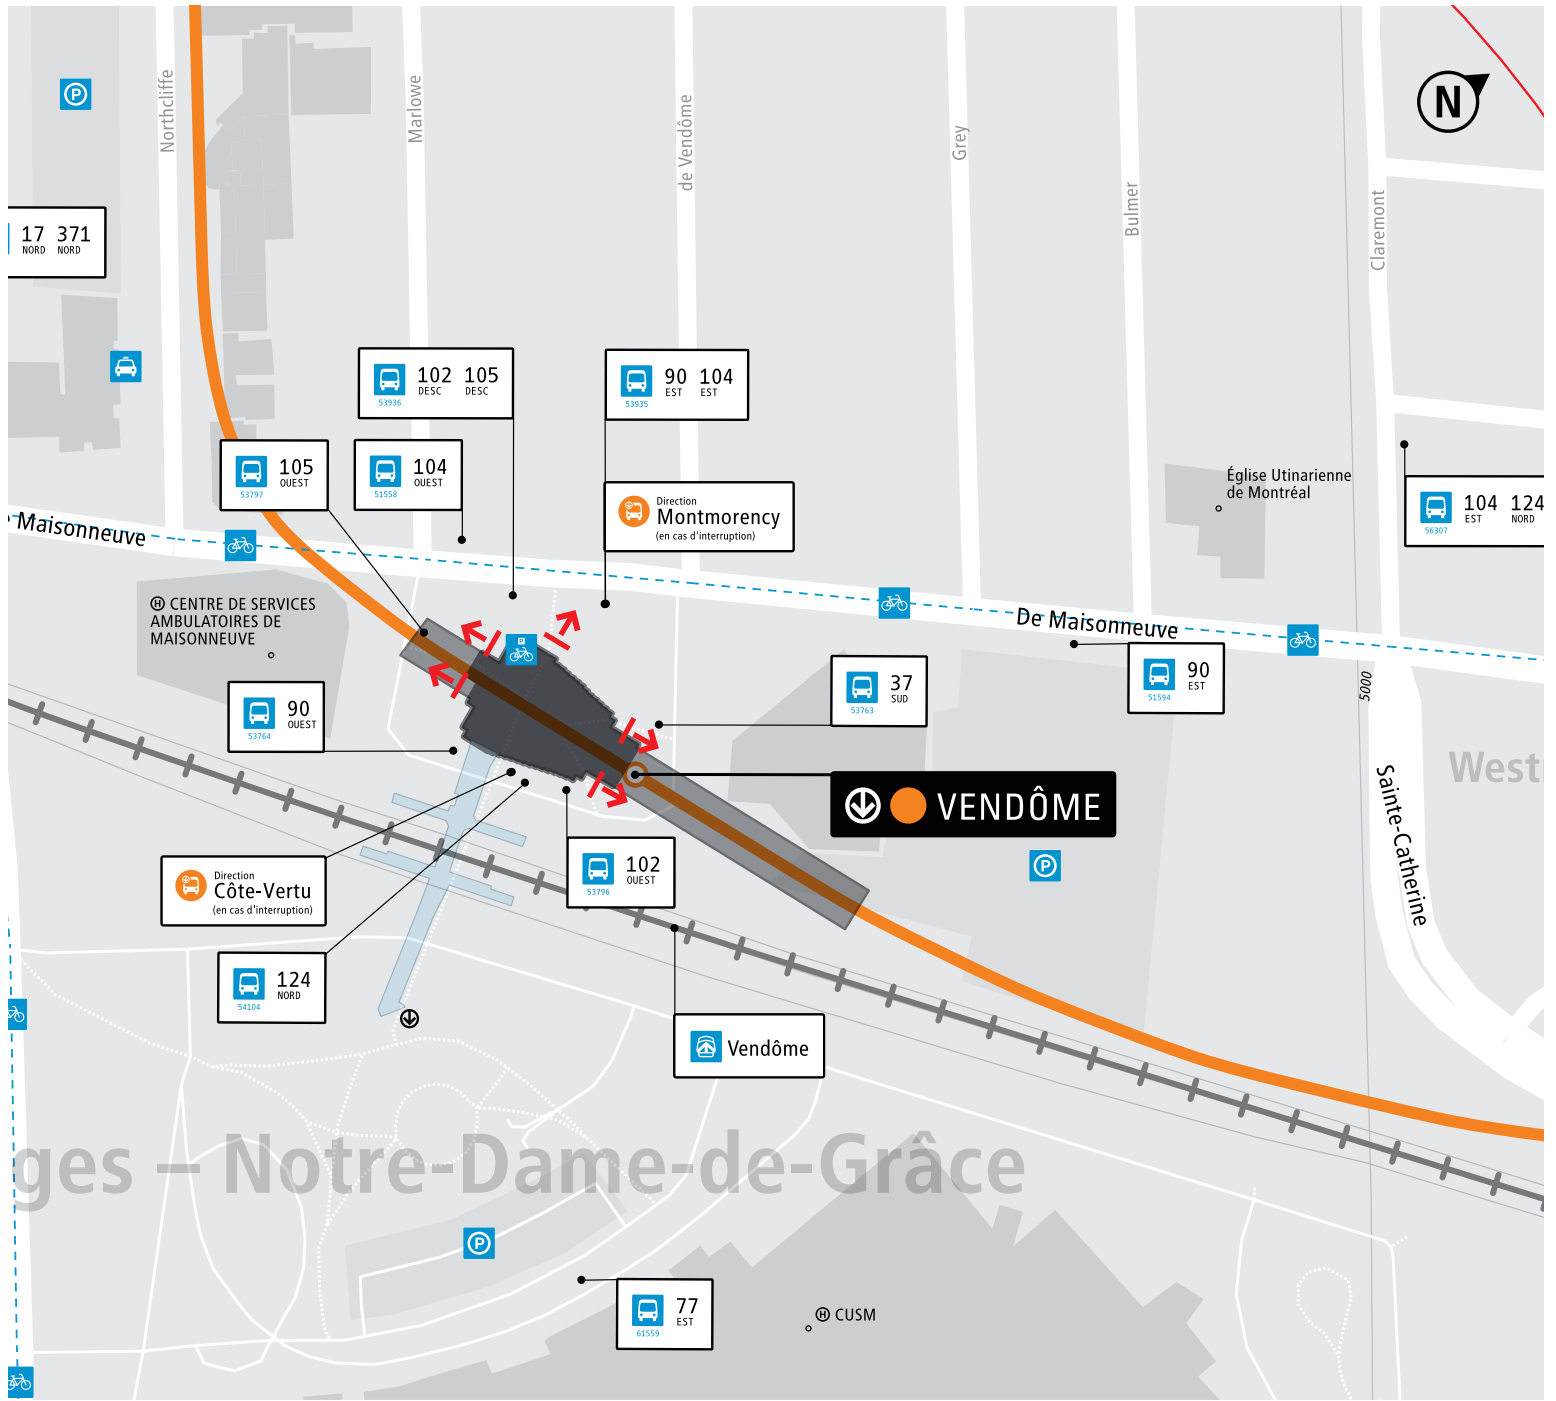 Northcliffe
Marlowe
de Vendôme
Grey
Bulmer
Claremont
N
P
17 371
NORD NORD
102 105
DESC DESC
53936
90 104
EST EST
53935
105
OUEST
53797
104
OUEST
51558
Direction
Montmorency
(en cas d'interruption)
Église Utinarienne
de Montréal
104 124
EST NORD
56307
Maisonneuve
De Maisonneuve
H CENTRE DE SERVICES
AMBULATOIRES DE
MAISONNEUVE
P
90
OUEST
53764
37
SUD
53763
90
EST
51594
5000
West
VENDÔME
Sainte-Catherine
P
102
OUEST
53796
Direction
Côte-Vertu
(en cas d'interruption)
124
NORD
54104
Vendôme
ges – Notre-Dame-de-Grâce
P
77
EST
61559
H CUSM